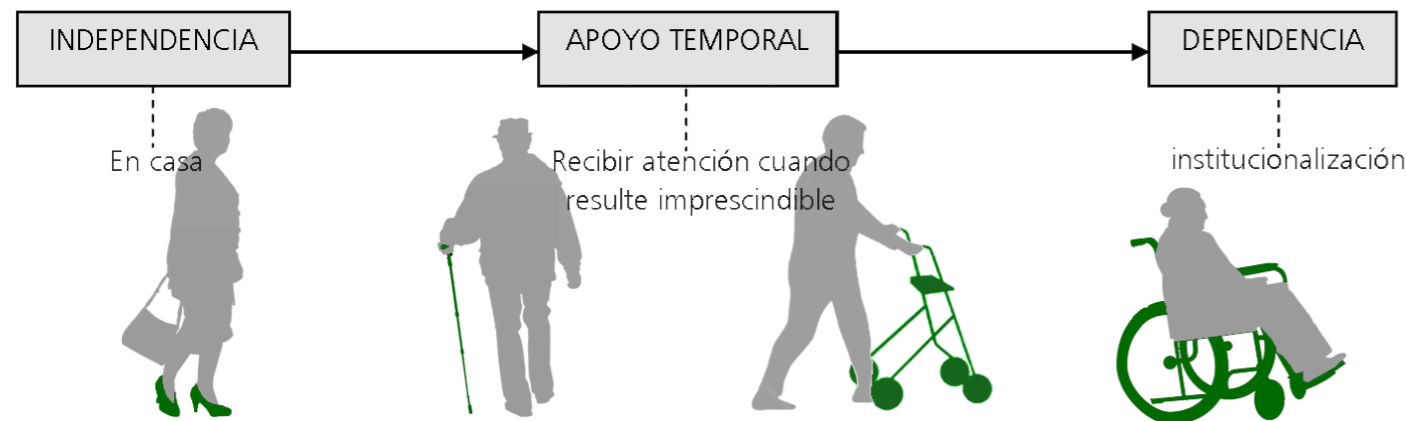 INDEPENDENCIA
APOYO TEMPORAL
DEPENDENCIA
En casa
Recibir atención cuando
resulte imprescindible
institucionalización